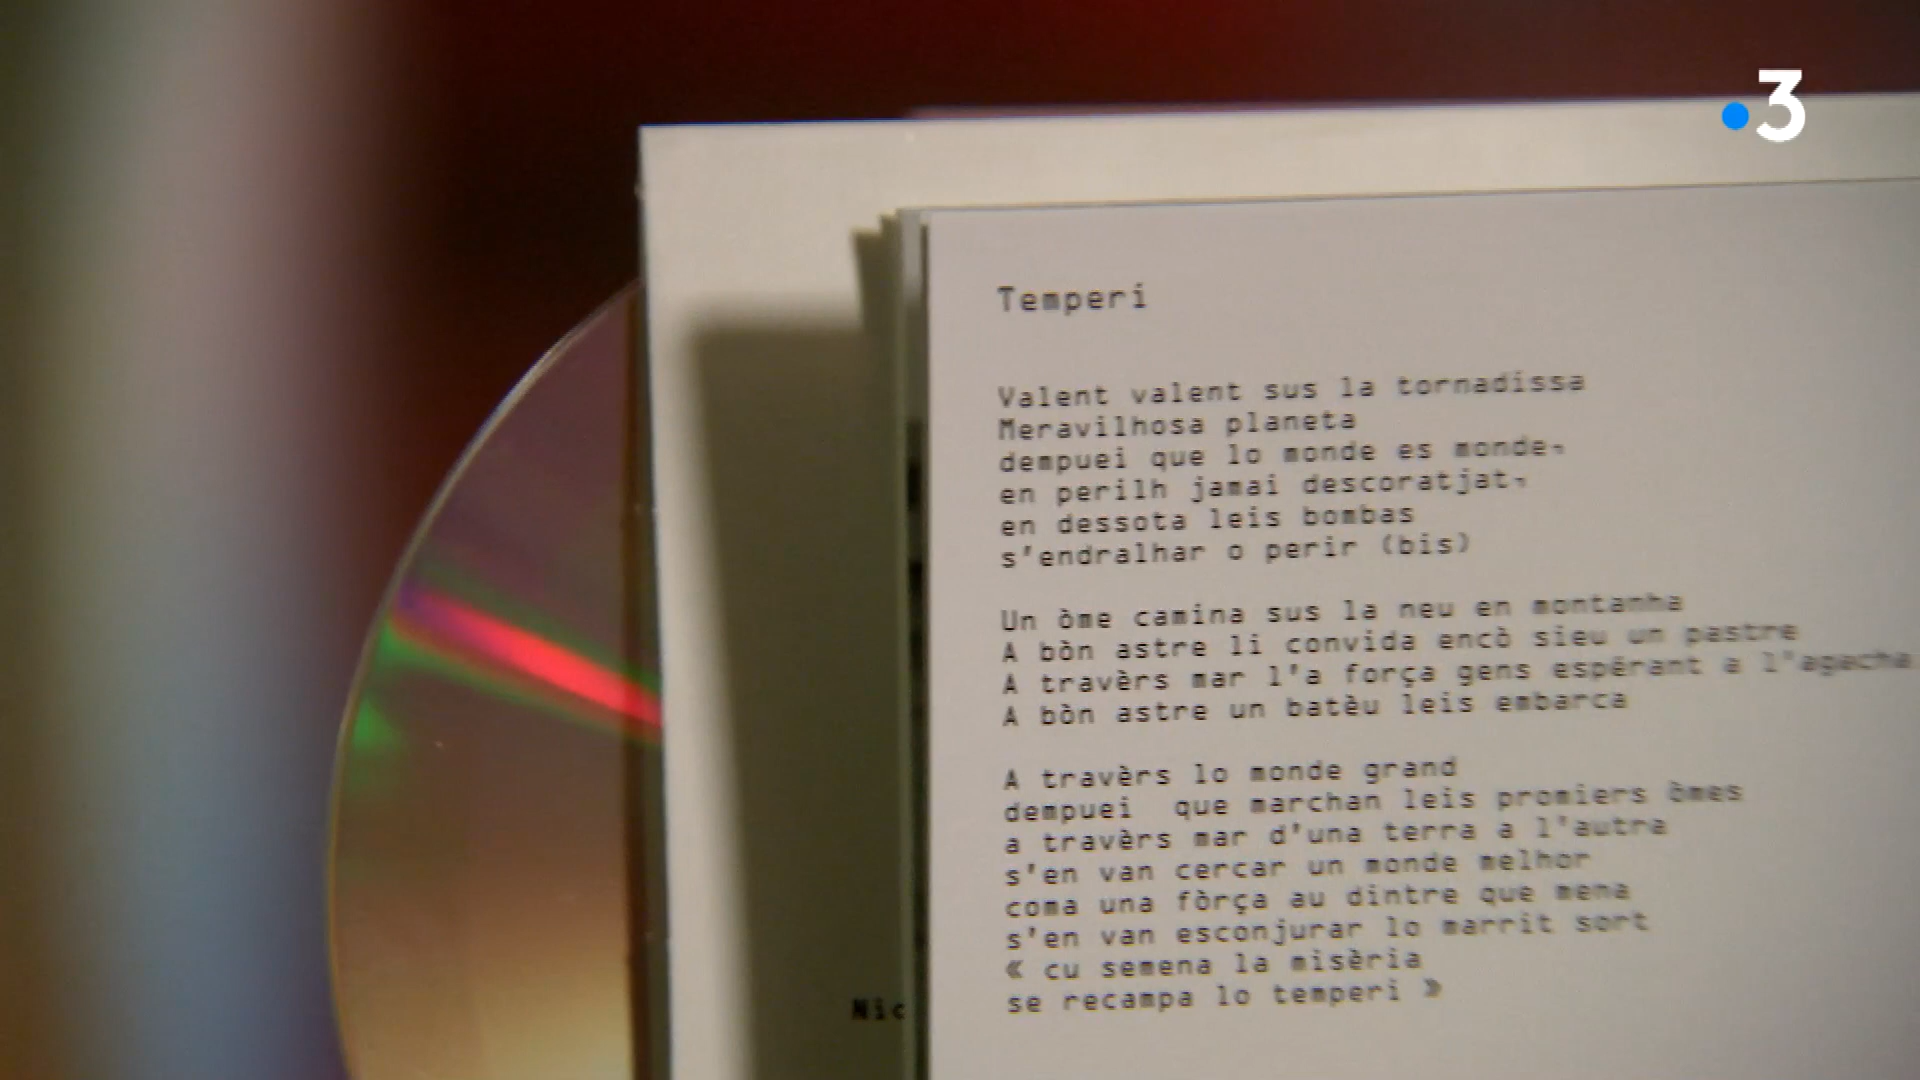 3
Temperi
Valent valent sus la tornadissa
Meravilhosa planeta
dempuei que lo monde es monde,
en perilh jamai descoratjat,
en dessota leis bombas
s'endralhar o perir (bis)
Un òme camina sus la neu en montanha
A bòn astre li convida encò sieu un pastre
A travèrs mar l'a força gens espérant a l'agacha
A bòn astre un batèu leis embarca
A travèrs lo monde grand
dempuei que marchan leis promiers òmes
a travèrs mar d'una terra a l'autra
s'en van cercar un monde melhor
coma una fòrça au dintre que mena
s'en van esconjurar lo marrit sort
« cu semena la misèria
se recampa lo temperi »
Nic